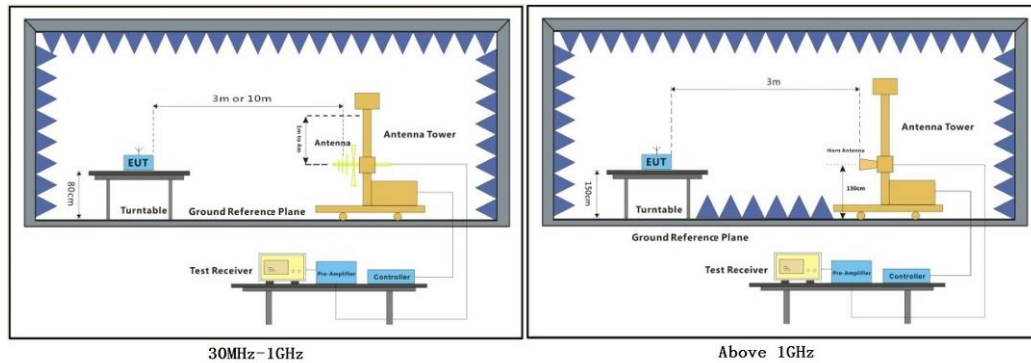 3m or 10m
1m to 4m
Antenna
Antenna Tower
EUT
80cm
Turntable
Ground Reference Plane
Test Receiver
Pre-Amplifier
Controller
30MHz-1GHz
3m
Antenna Tower
Horn Antenna
EUT
150cm
150cm
Turntable
Ground Reference Plane
Test Receiver
Pre-Amplifier
Controller
Above 1GHz